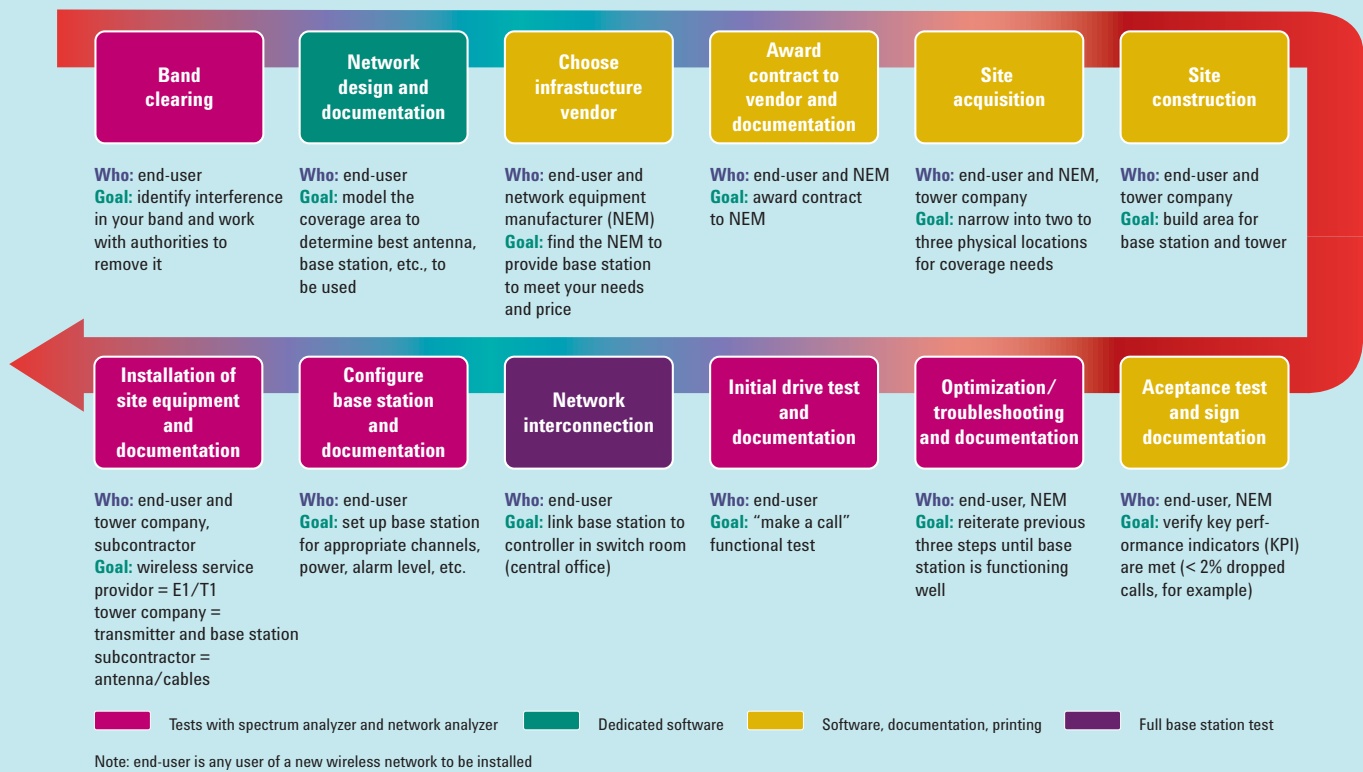 Band
clearing
Who: end-user
Goal: identify interference
in your band and work
with authorities to
remove it
Network
design and
documentation
Who: end-user
Goal: model the
coverage area to
determine best antenna,
base station, etc., to
be used
Choose
infrastucture
vendor
Who: end-user and
network equipment
manufacturer (NEM)
Goal: find the NEM to
provide base station
to meet your needs
and price
Award
contract to
vendor and
documentation
Who: end-user and NEM
Goal: award contract
to NEM
Site
acquisition
Who: end-user and NEM,
tower company
Goal: narrow into two to
three physical locations
for coverage needs
Site
construction
Who: end-user and
tower company
Goal: build area for
base station and tower
Installation of
site equipment
and
documentation
Who: end-user and
tower company,
subcontractor
Goal: wireless service
providor = E1/T1
tower company =
transmitter and base station
subcontractor =
antenna/cables
Configure
base station
and
documentation
Who: end-user
Goal: set up base station
for appropriate channels,
power, alarm level, etc.
Network
interconnection
Who: end-user
Goal: link base station to
controller in switch room
(central office)
Initial drive test
and
documentation
Who: end-user
Goal: “make a call”
functional test
Optimization/
troubleshooting
and documentation
Who: end-user, NEM
Goal: reiterate previous
three steps until base
station is functioning
well
Aceptance test
and sign
documentation
Who: end-user, NEM
Goal: verify key perf-
ormance indicators (KPI)
are met (< 2% dropped
calls, for example)
Tests with spectrum analyzer and network analyzer
Dedicated software
Software, documentation, printing
Full base station test
Note: end-user is any user of a new wireless network to be installed